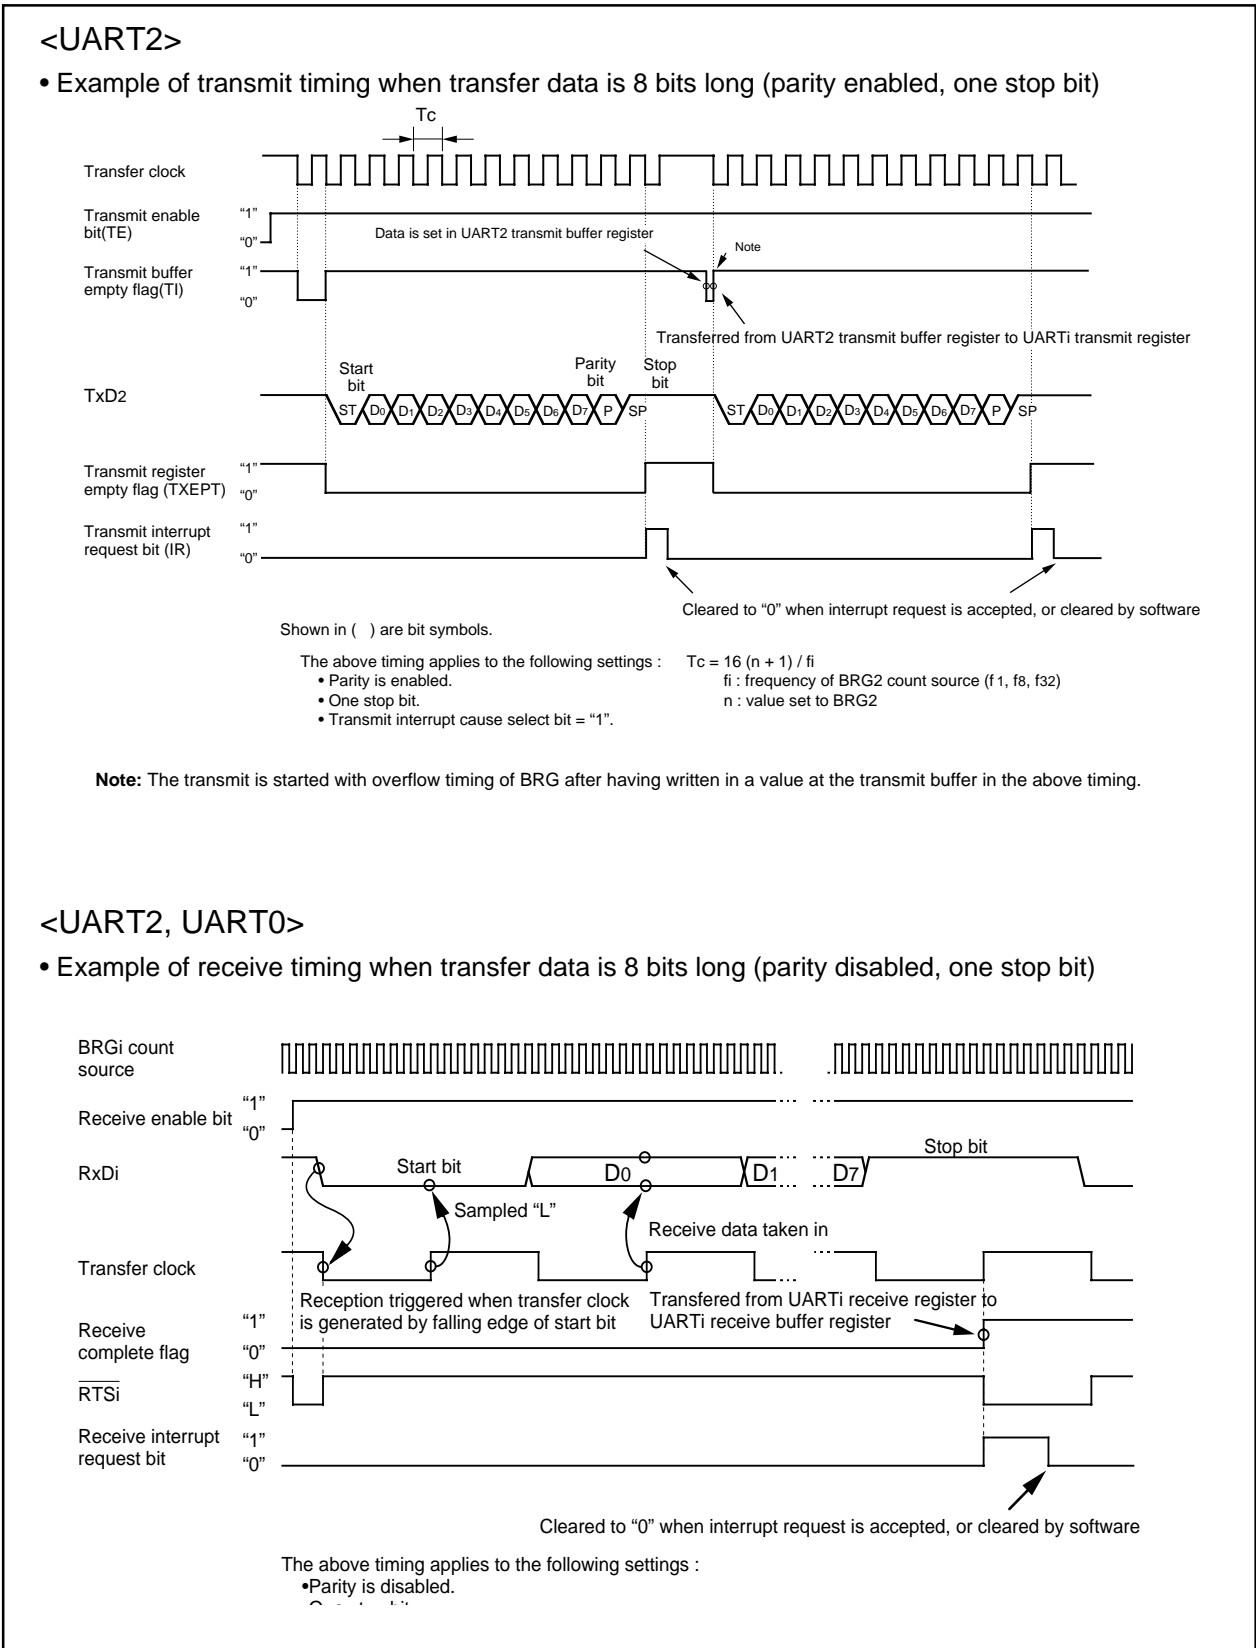 <UART2>
• Example of transmit timing when transfer data is 8 bits long (parity enabled, one stop bit)
Tc
Transfer clock
Transmit enable
bit(TE)
“1”
“0”
Data is set in UART2 transmit buffer register
Note
Transmit buffer
empty flag(TI)
“1”
“0”
Transferred from UART2 transmit buffer register to UARTi transmit register
Start
bit
Parity
bit
Stop
bit
TxD2
ST D0 D1 D2 D3 D4 D5 D6 D7 P SP
ST D0 D1 D2 D3 D4 D5 D6 D7 P SP
Transmit register
empty flag (TXEPT)
“1”
“0”
Transmit interrupt
request bit (IR)
“1”
“0”
Cleared to “0” when interrupt request is accepted, or cleared by software
Shown in ( ) are bit symbols.
The above timing applies to the following settings :
• Parity is enabled.
• One stop bit.
• Transmit interrupt cause select bit = “1”.
Tc = 16 (n + 1) / fi
fi : frequency of BRG2 count source (f1, f8, f32)
n : value set to BRG2
Note: The transmit is started with overflow timing of BRG after having written in a value at the transmit buffer in the above timing.
<UART2, UART0>
• Example of receive timing when transfer data is 8 bits long (parity disabled, one stop bit)
BRGi count
source
Receive enable bit
“1”
“0”
RxDi
Start bit
D0
D1
D7
Stop bit
Sampled “L”
Receive data taken in
Transfer clock
Reception triggered when transfer clock
is generated by falling edge of start bit
Transfered from UARTi receive register to
UARTi receive buffer register
Receive
complete flag
“1”
“0”
RTSi
“H”
“L”
Receive interrupt
request bit
“1”
“0”
Cleared to “0” when interrupt request is accepted, or cleared by software
The above timing applies to the following settings :
•Parity is disabled.